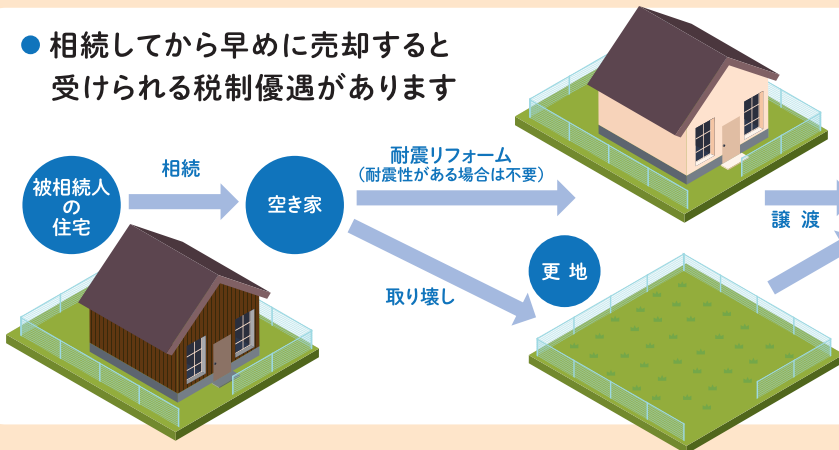 ● 相続してから早めに売却すると
受けられる税制優遇があります
被相続人
の
住宅
相続
空き家
耐震リフォーム
（耐震性がある場合は不要）
取り壊し
更 地
譲 渡